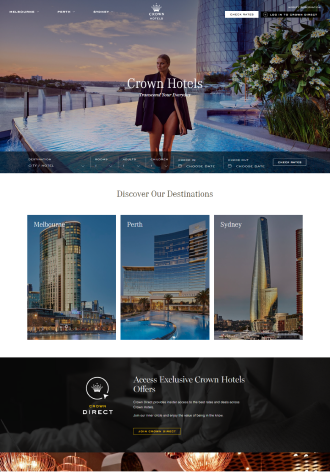 MELBOURNE
PERTH
SYDNEY
CROWN
HOTELS
CHECK RATES
LOG IN TO CROWN DIRECT
Crown Hotels
Transcend Your Everyday
DESTINATION
ROOMS
ADULTS
CHILDREN
CHECK IN
CHECK OUT
CITY / HOTEL
CHOOSE DATE
CHOOSE DATE
CHECK RATES
Discover Our Destinations
Melbourne
Perth
Sydney
CROWN
DIRECT
Access Exclusive Crown Hotels
Offers
Crown Direct provides instant access to the best rates and deals across
Crown Hotels.
Join our inner circle and enjoy the value of being in the know.
JOIN CROWN DIRECT